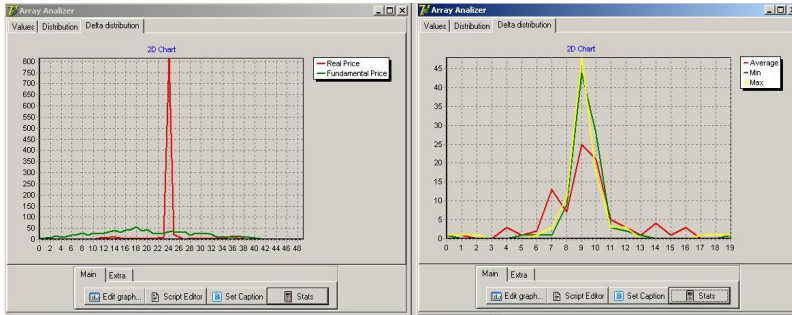 Array Analizer
Values Distribution Delta distribution
2D Chart
Real Price
Fundamental Price
800
750
700
650
600
550
500
450
400
350
300
250
200
150
100
50
0
0 2 4 6 8 10 12 14 16 18 20 22 24 26 28 30 32 34 36 38 40 42 44 46 48
Main Extra
Edit graph... Script Editor Set Caption Stats
Array Analizer
Values Distribution Delta distribution
2D Chart
Average
Min
Max
45
40
35
30
25
20
15
10
5
0
0 1 2 3 4 5 6 7 8 9 10 11 12 13 14 15 16 17 18 19
Main Extra
Edit graph... Script Editor Set Caption Stats